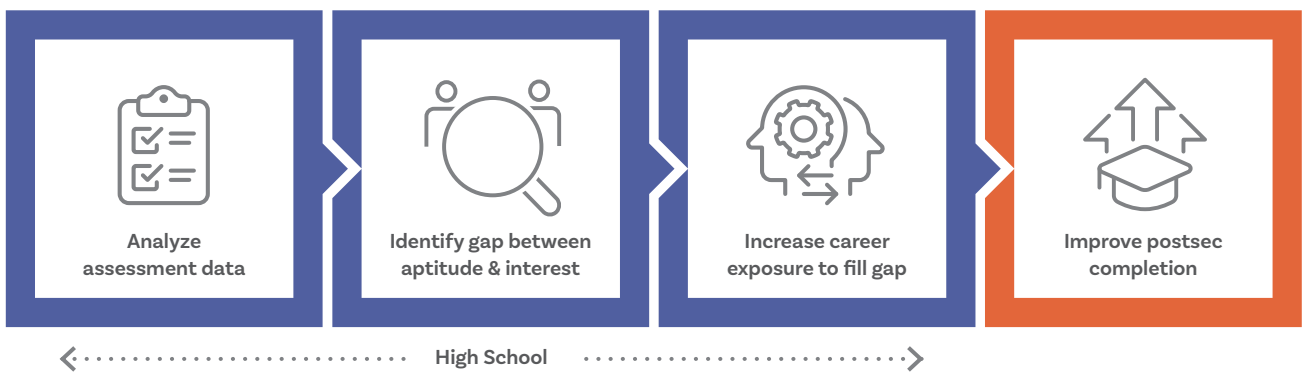 Analyze
assessment data
Identify gap between
aptitude & interest
Increase career
exposure to fill gap
Improve postsec
completion
High School